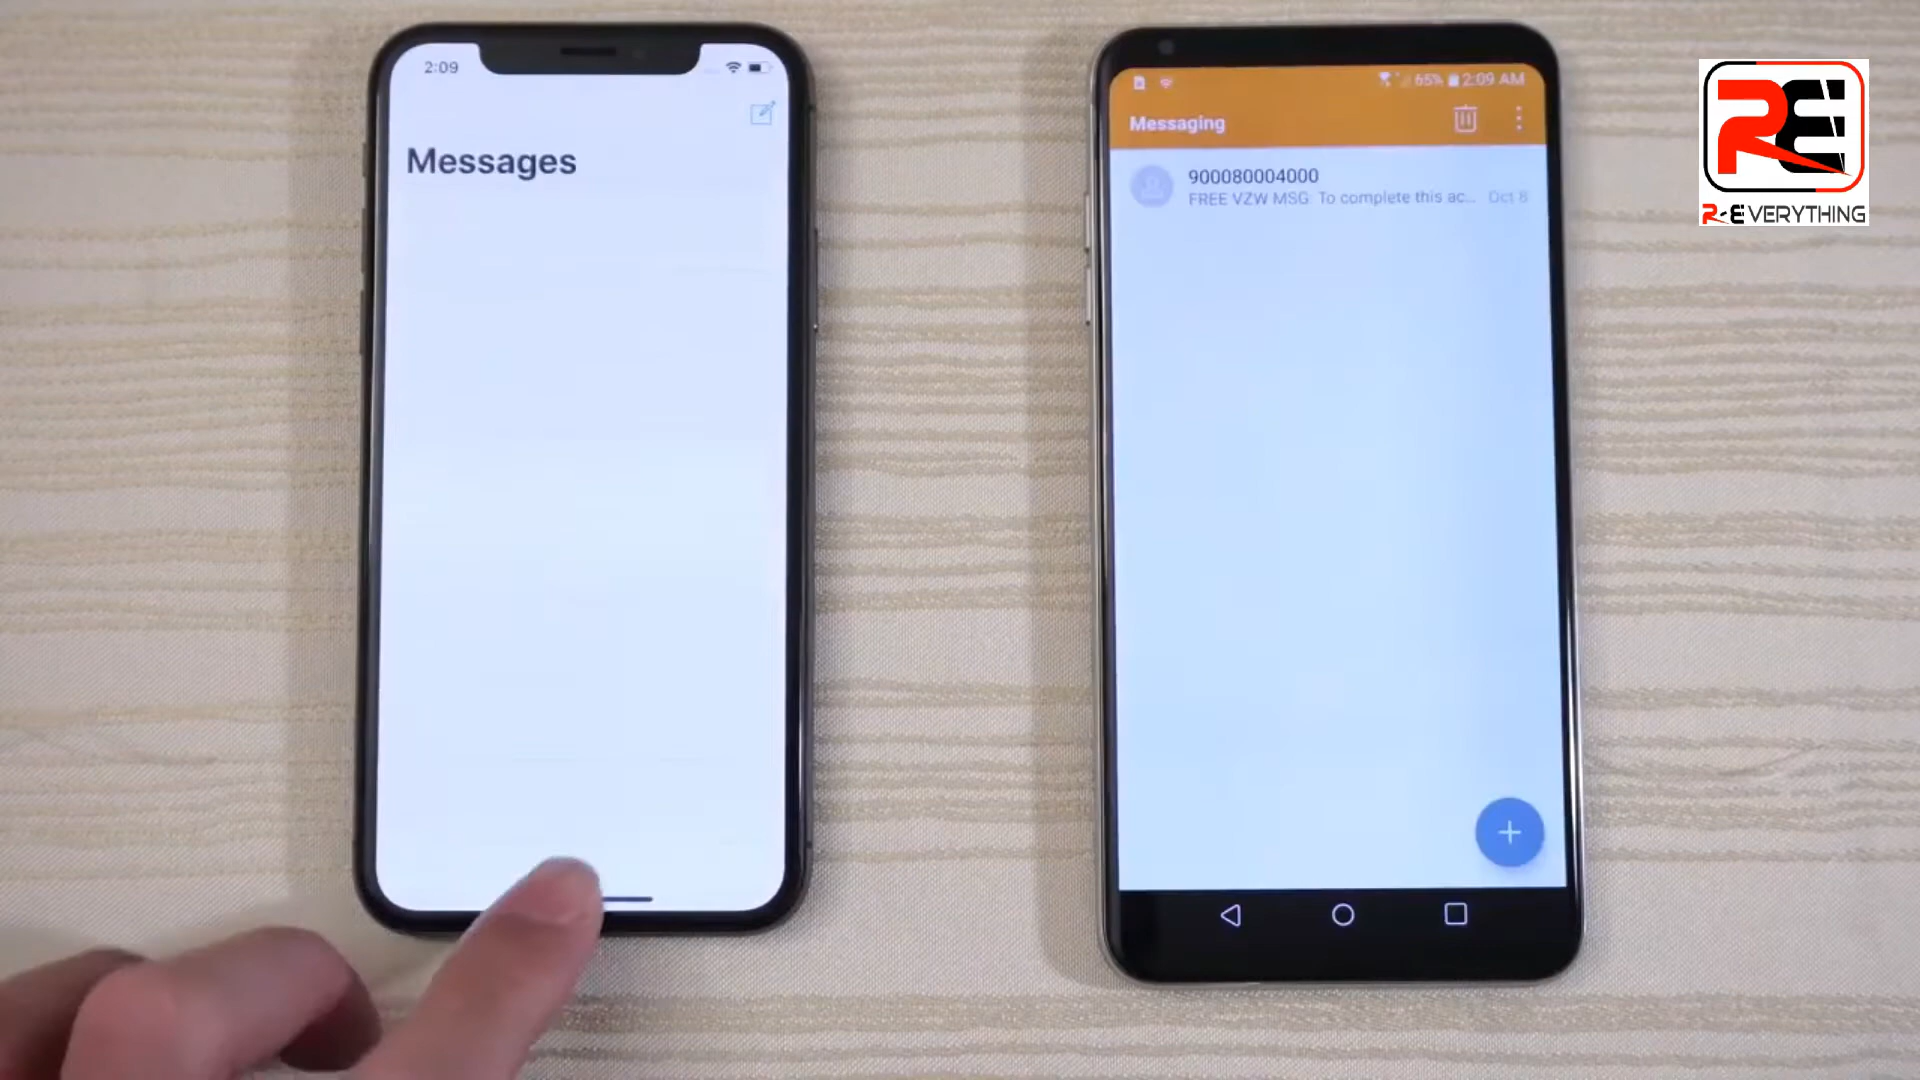 2:09
Messages
65% 2:09 AM
Messaging
900080004000
FREE VZW MSG: To complete this ac... Oct 8
RE
R-EVERYTHING